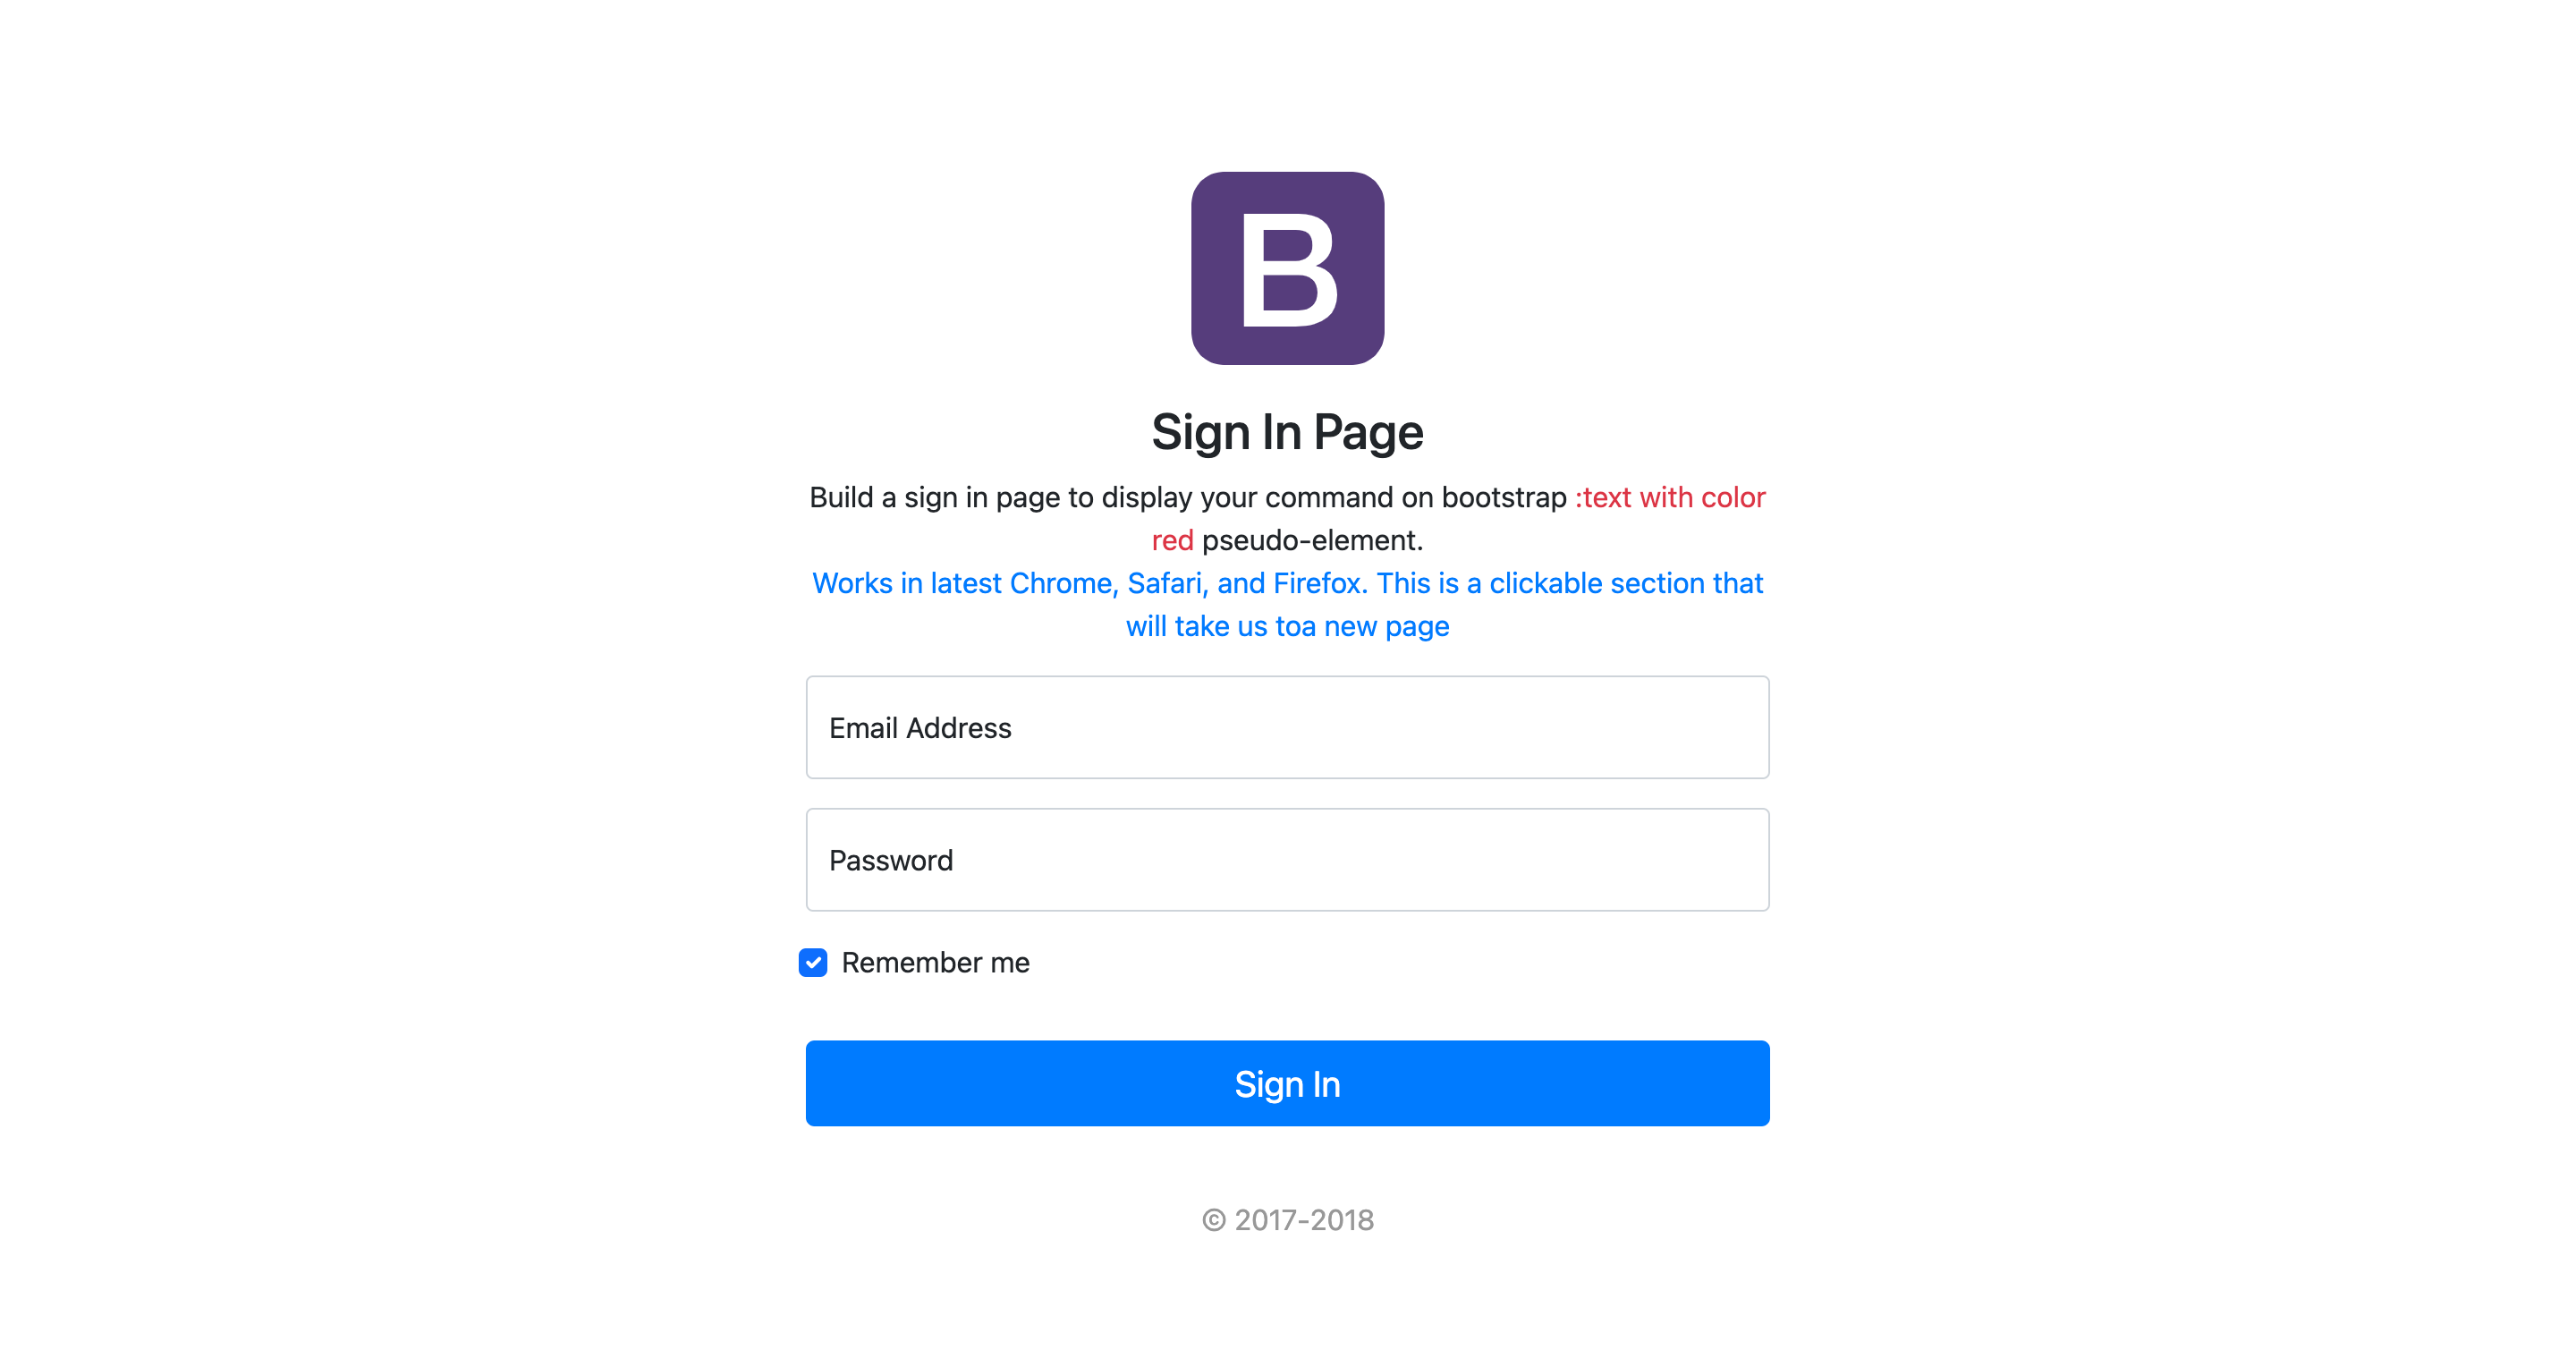 B
Sign In Page
Build a sign in page to display your command on bootstrap :text with color
red pseudo-element.
Works in latest Chrome, Safari, and Firefox. This is a clickable section that
will take us toa new page
Email Address
Password
Remember me
Sign In
© 2017-2018